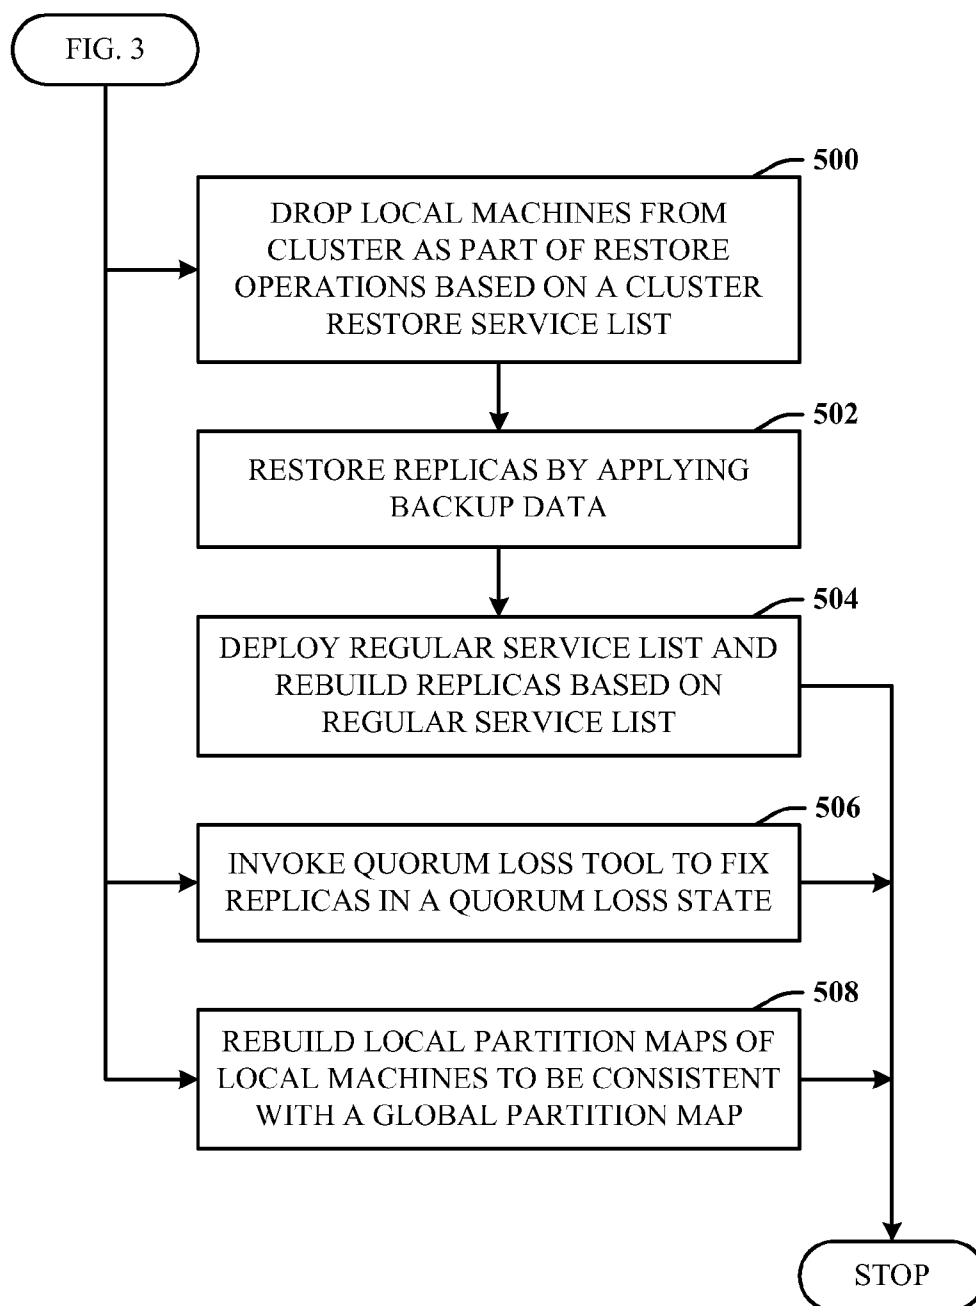 FIG. 3
500
DROP LOCAL MACHINES FROM
CLUSTER AS PART OF RESTORE
OPERATIONS BASED ON A CLUSTER
RESTORE SERVICE LIST
502
RESTORE REPLICAS BY APPLYING
BACKUP DATA
504
DEPLOY REGULAR SERVICE LIST AND
REBUILD REPLICAS BASED ON
REGULAR SERVICE LIST
506
INVOKE QUORUM LOSS TOOL TO FIX
REPLICAS IN A QUORUM LOSS STATE
508
REBUILD LOCAL PARTITION MAPS OF
LOCAL MACHINES TO BE CONSISTENT
WITH A GLOBAL PARTITION MAP
STOP